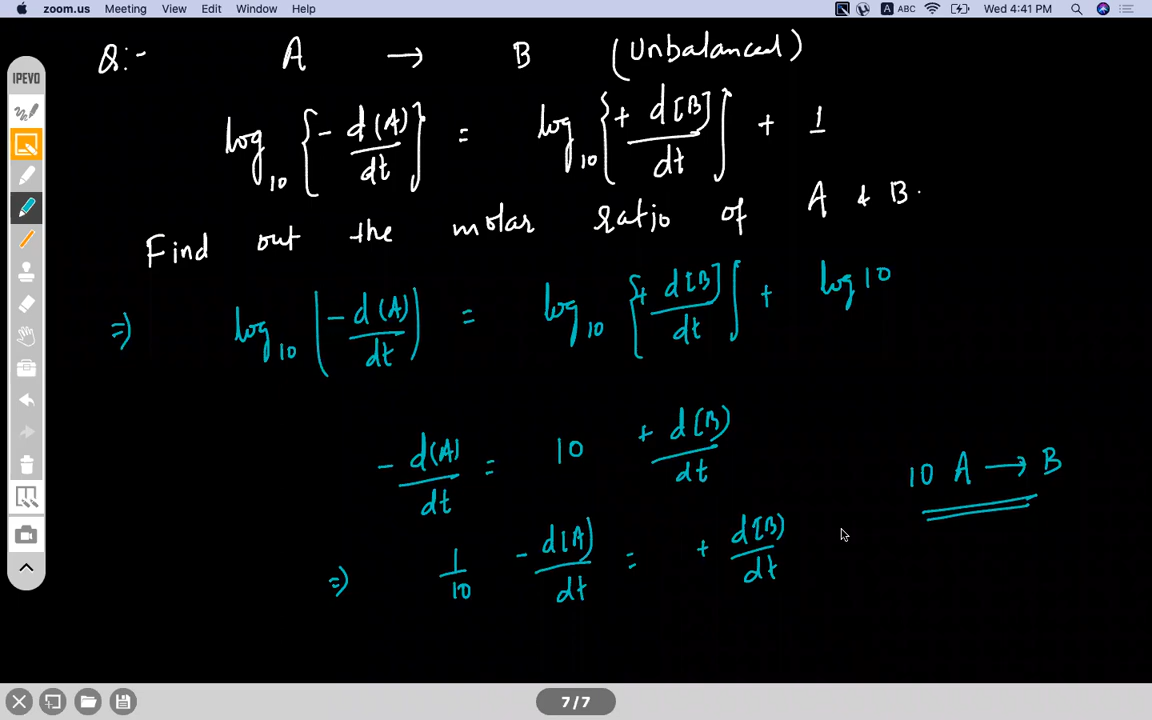 zoom.us Meeting View Edit Window Help A ABC Wed 4:41 PM
IPEVO
Q:- A → B (Unbalanced)
log₁₀ {- d(A)/dt} = log₁₀ {+ d[B]/dt} + 1
Find out the molar ratio of A & B.
⇒ log₁₀ (- d(A)/dt) = log₁₀ {+ d[B]/dt} + log 10
- d(A)/dt = 10 + d[B)/dt
10 A → B
⇒ 1/10 - d[A)/dt = + d[B)/dt
7/7